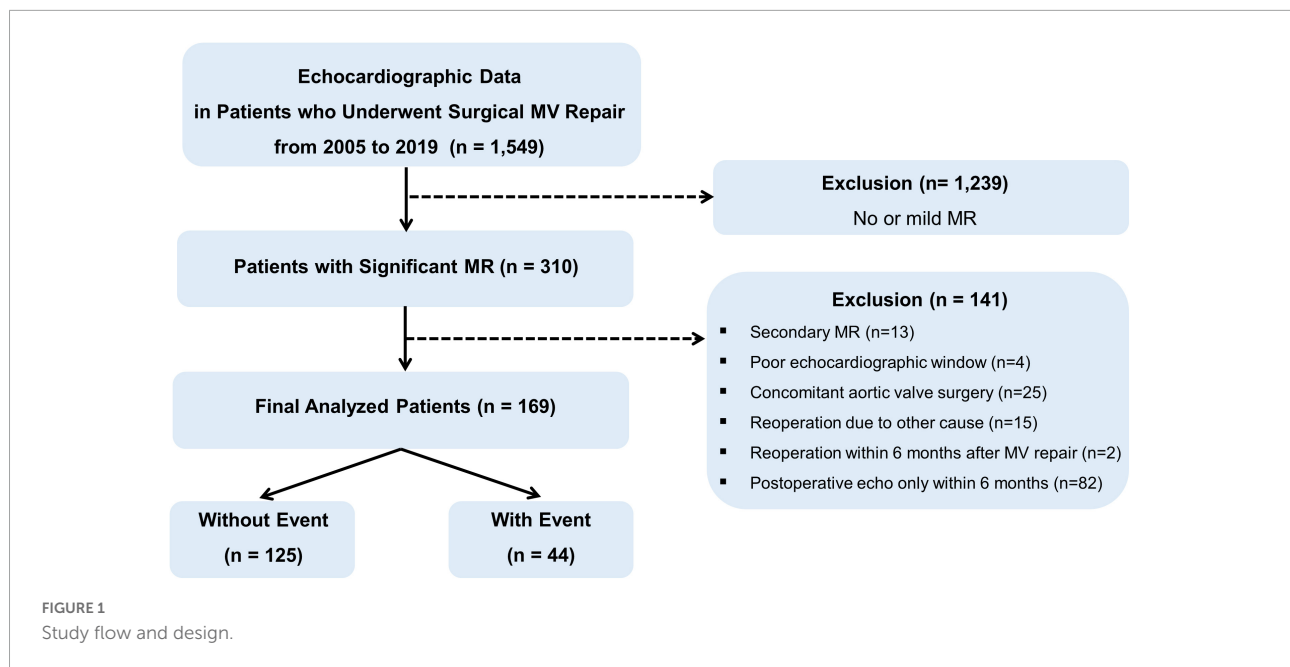 Echocardiographic Data
in Patients who Underwent Surgical MV Repair
from 2005 to 2019 (n = 1,549)
Exclusion (n= 1,239)
No or mild MR
Patients with Significant MR (n = 310)
Exclusion (n = 141)
▪ Secondary MR (n=13)
▪ Poor echocardiographic window (n=4)
▪ Concomitant aortic valve surgery (n=25)
▪ Reoperation due to other cause (n=15)
▪ Reoperation within 6 months after MV repair (n=2)
▪ Postoperative echo only within 6 months (n=82)
Final Analyzed Patients (n = 169)
Without Event
(n = 125)
With Event
(n = 44)
FIGURE 1
Study flow and design.